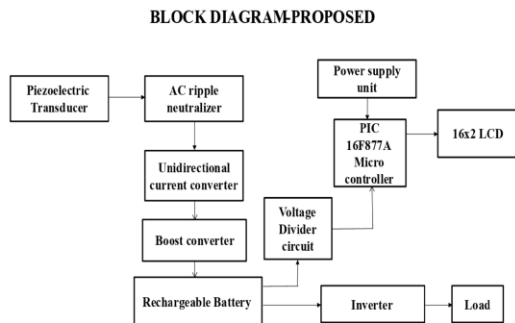 BLOCK DIAGRAM-PROPOSED
Piezoelectric
Transducer
AC ripple
neutralizer
Power supply
unit
PIC
16F877A
Micro
controller
16x2 LCD
Unidirectional
current converter
Voltage
Divider
circuit
Boost converter
Rechargeable Battery
Inverter
Load